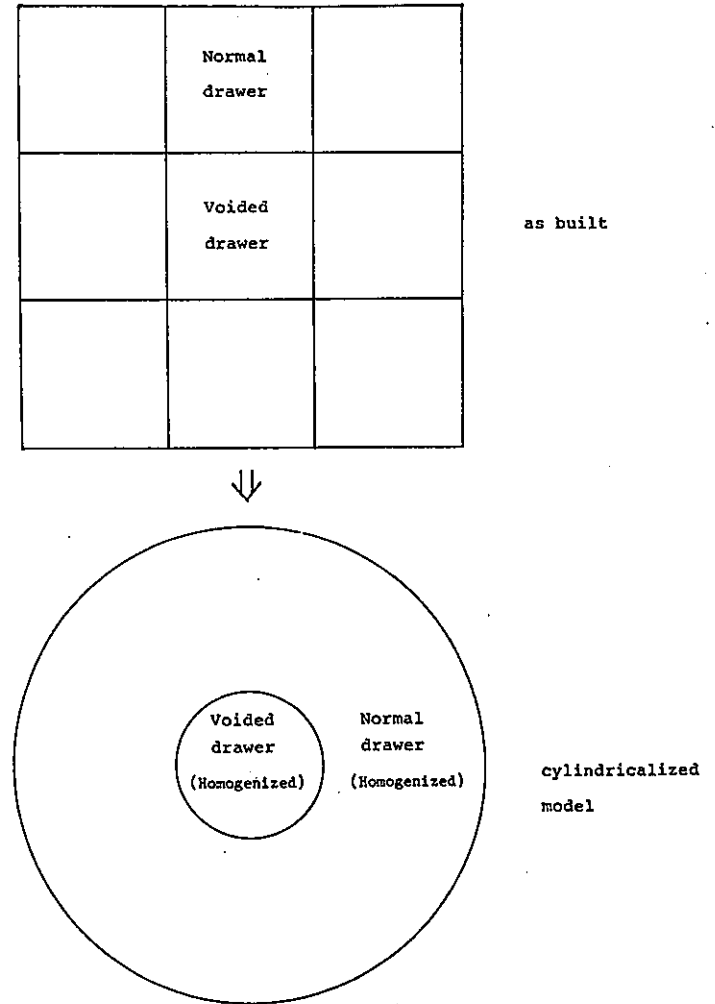 Normal
drawer
Voided
drawer
as built
Voided
drawer
(Homogenized)
Normal
drawer
(Homogenized)
cylindricalized
model